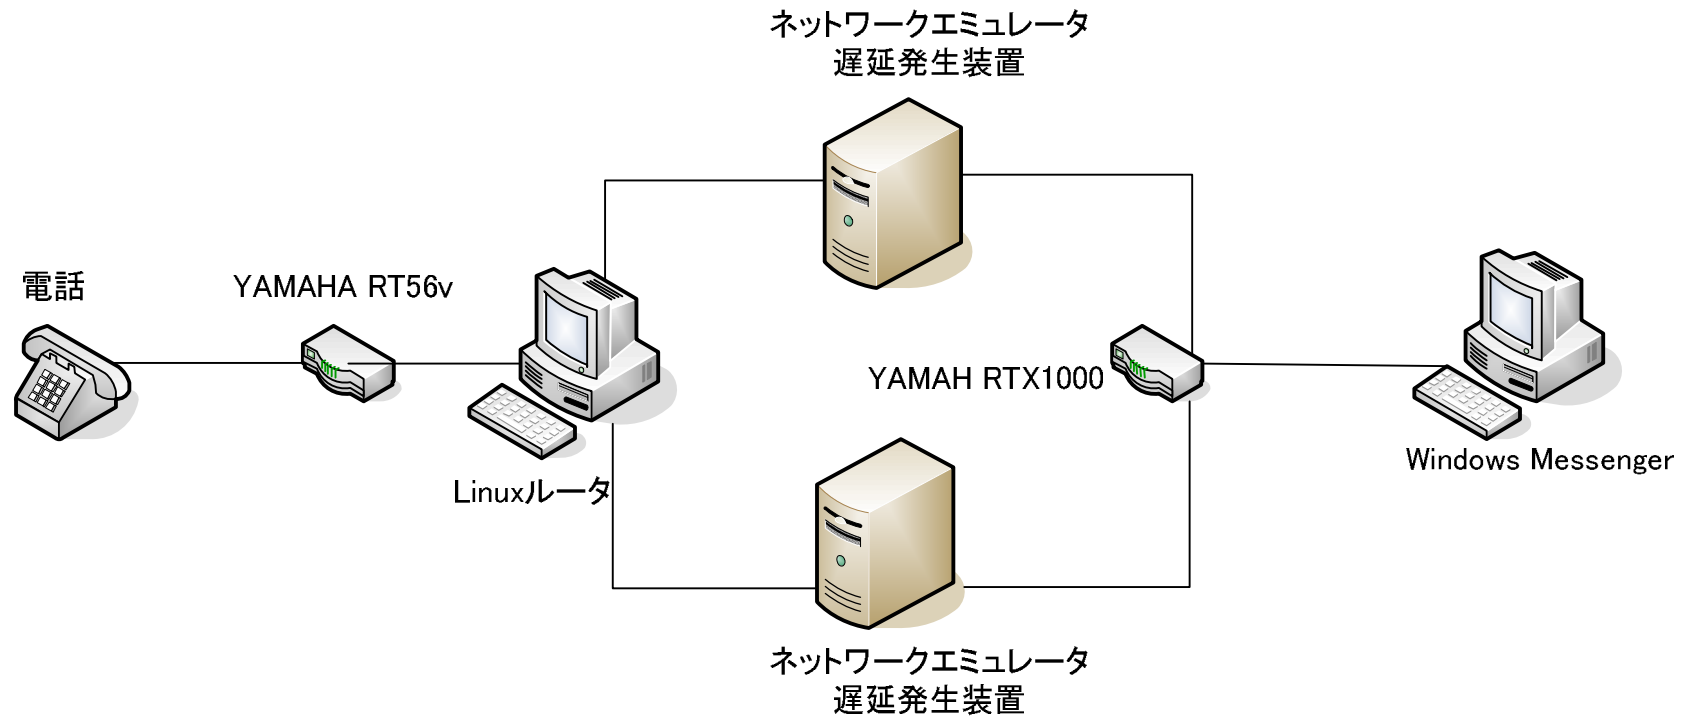 ネットワークエミュレータ
遅延発生装置
電話
YAMAHA RT56v
YAMAH RTX1000
Windows Messenger
Linuxルータ
ネットワークエミュレータ
遅延発生装置